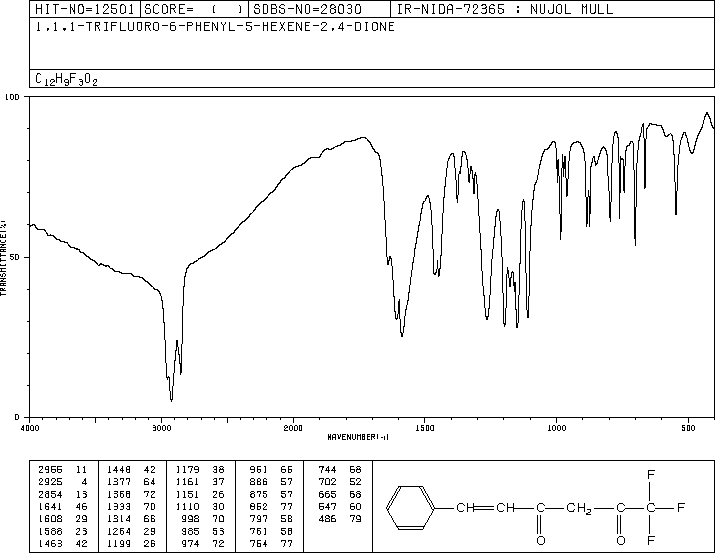 HIT-NO=12501 SCORE= ( ) SDBS-NO=28030 IR-NIDA-72365 : NUJOL MULL
1,1,1-TRIFLUORO-6-PHENYL-5-HEXENE-2,4-DIONE
C12H9F3O2
100
50
0
TRANSMITTANCE(%)
4000 3000 2000 1500 1000 500
WAVENUMBER(-1)
2955 11 1448 42 1179 38 961 66 744 68
2925 4 1377 64 1161 37 886 57 702 52
2854 13 1368 72 1151 26 875 57 665 68
1641 46 1333 70 1110 30 862 77 547 60
1608 29 1314 66 998 70 797 58 486 79
1588 23 1264 29 985 53 761 58
1463 42 1199 26 974 72 754 77
F
CH CH C CH2 C C F
O O F